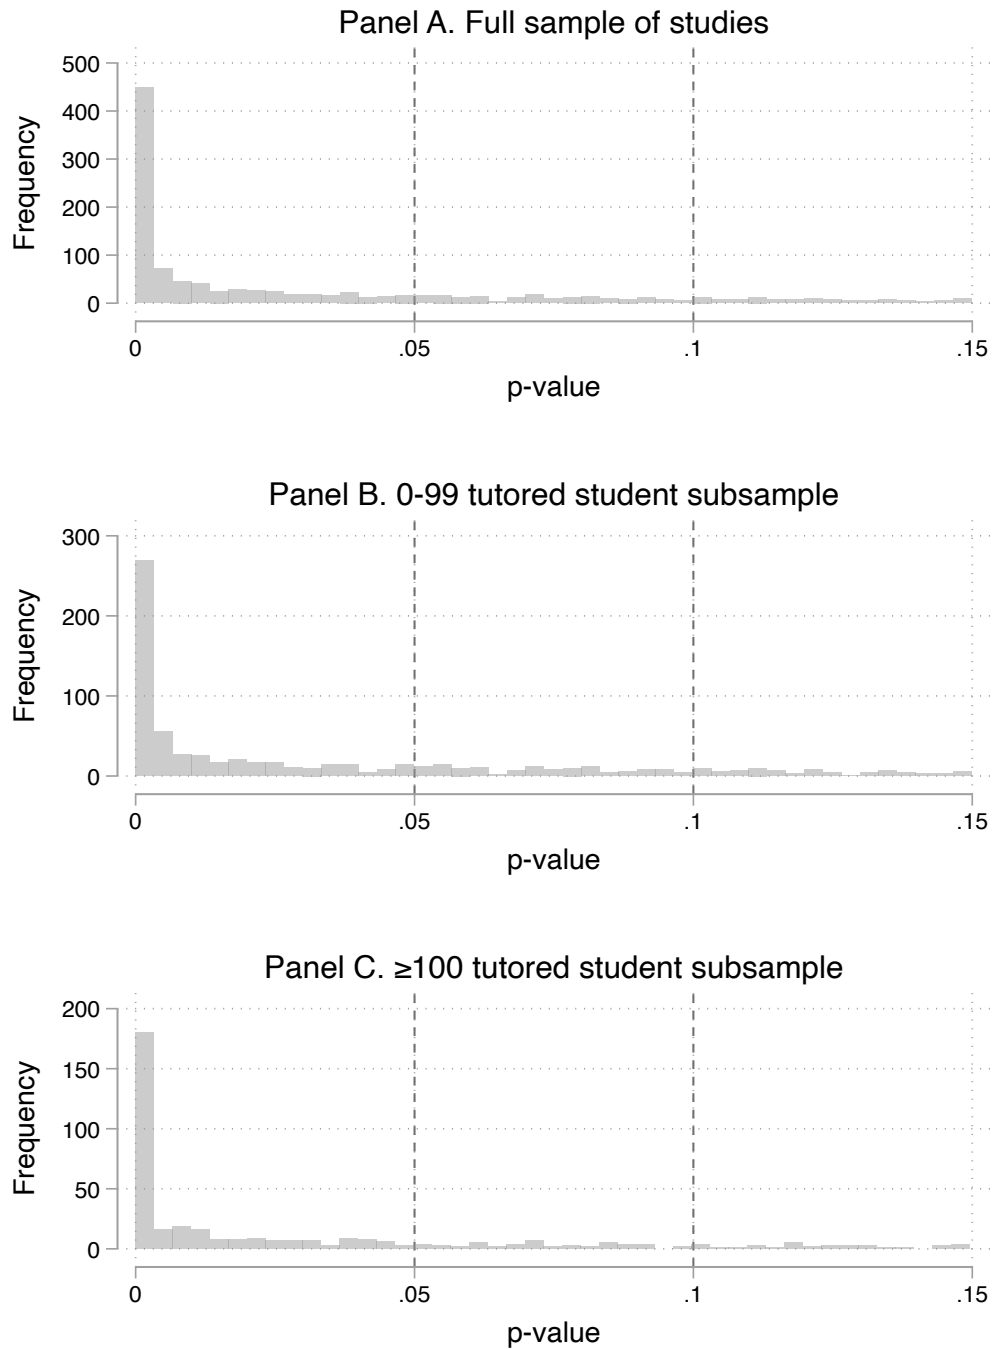 Panel A. Full sample of studies
500
400
300
200
100
0
Frequency
0 .05 .1 .15
p-value
Panel B. 0-99 tutored student subsample
300
200
100
0
Frequency
0 .05 .1 .15
p-value
Panel C. ≥100 tutored student subsample
200
150
100
50
0
Frequency
0 .05 .1 .15
p-value